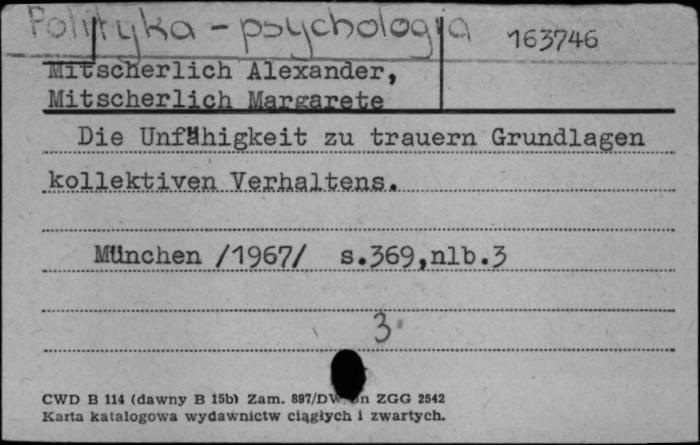 Polityka - psychologia 163746
Mitscherlich Alexander,
Mitscherlich Margarete
Die Unfähigkeit zu trauern Grundlagen
kollektiven Verhaltens.
München /1967/ s.369,nlb.3
3
CWD B 114 (dawny B 15b) Zam. 897/DW ZGG 2542
Karta katalogowa wydawnictw ciągłych i zwartych.